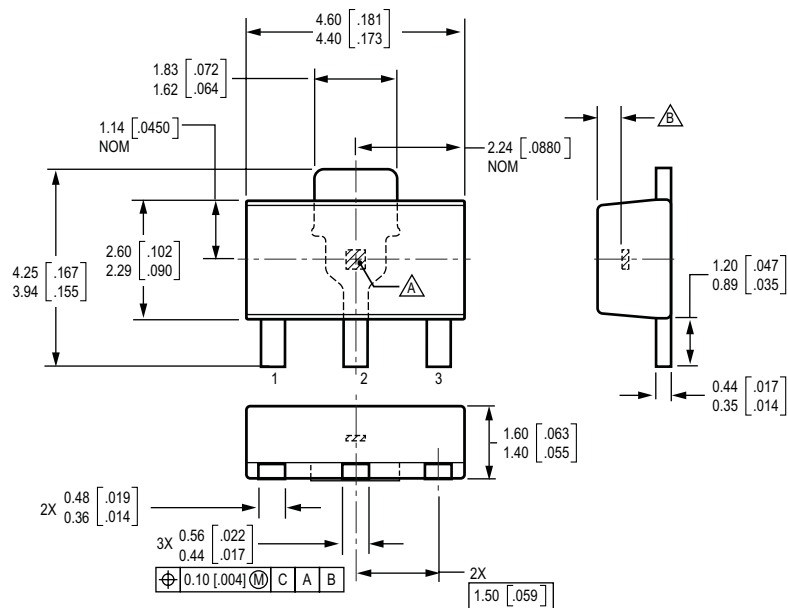 4.60 [.181]
4.40 [.173]
1.83 [.072]
1.62 [.064]
1.14 [.0450]
NOM
2.24 [.0880]
NOM
B
4.25 [.167]
3.94 [.155]
2.60 [.102]
2.29 [.090]
A
1.20 [.047]
0.89 [.035]
1 2 3
0.44 [.017]
0.35 [.014]
1.60 [.063]
1.40 [.055]
2X 0.48 [.019]
0.36 [.014]
3X 0.56 [.022]
0.44 [.017]
⌖ 0.10 [.004] Ⓜ C A B
2X
1.50 [.059]